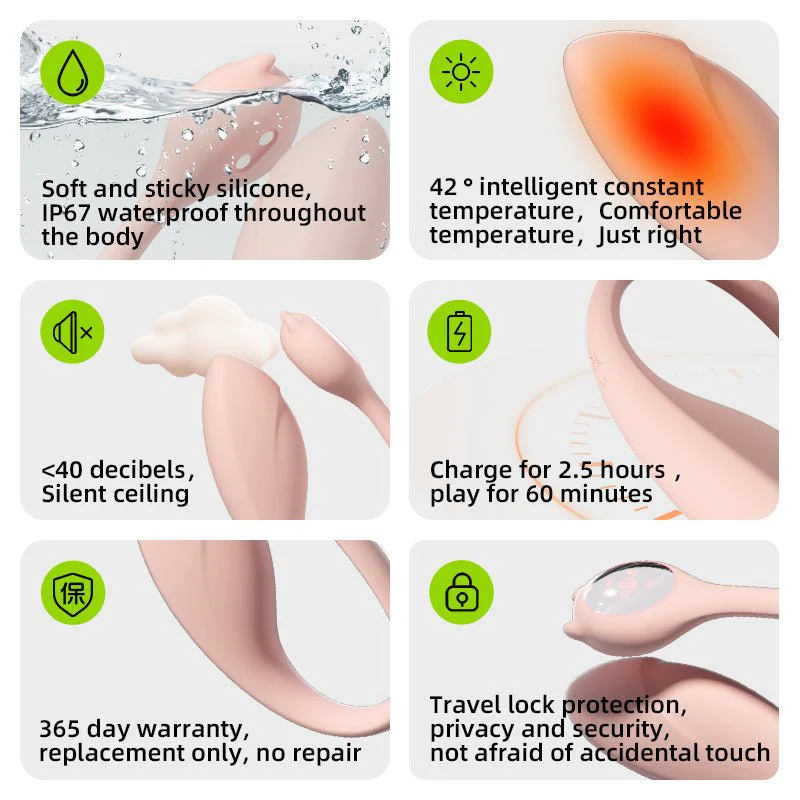 Soft and sticky silicone,
IP67 waterproof throughout
the body
42 ° intelligent constant
temperature, Comfortable
temperature, Just right
<40 decibels,
Silent ceiling
Charge for 2.5 hours ,
play for 60 minutes
保
365 day warranty,
replacement only, no repair
Travel lock protection,
privacy and security,
not afraid of accidental touch